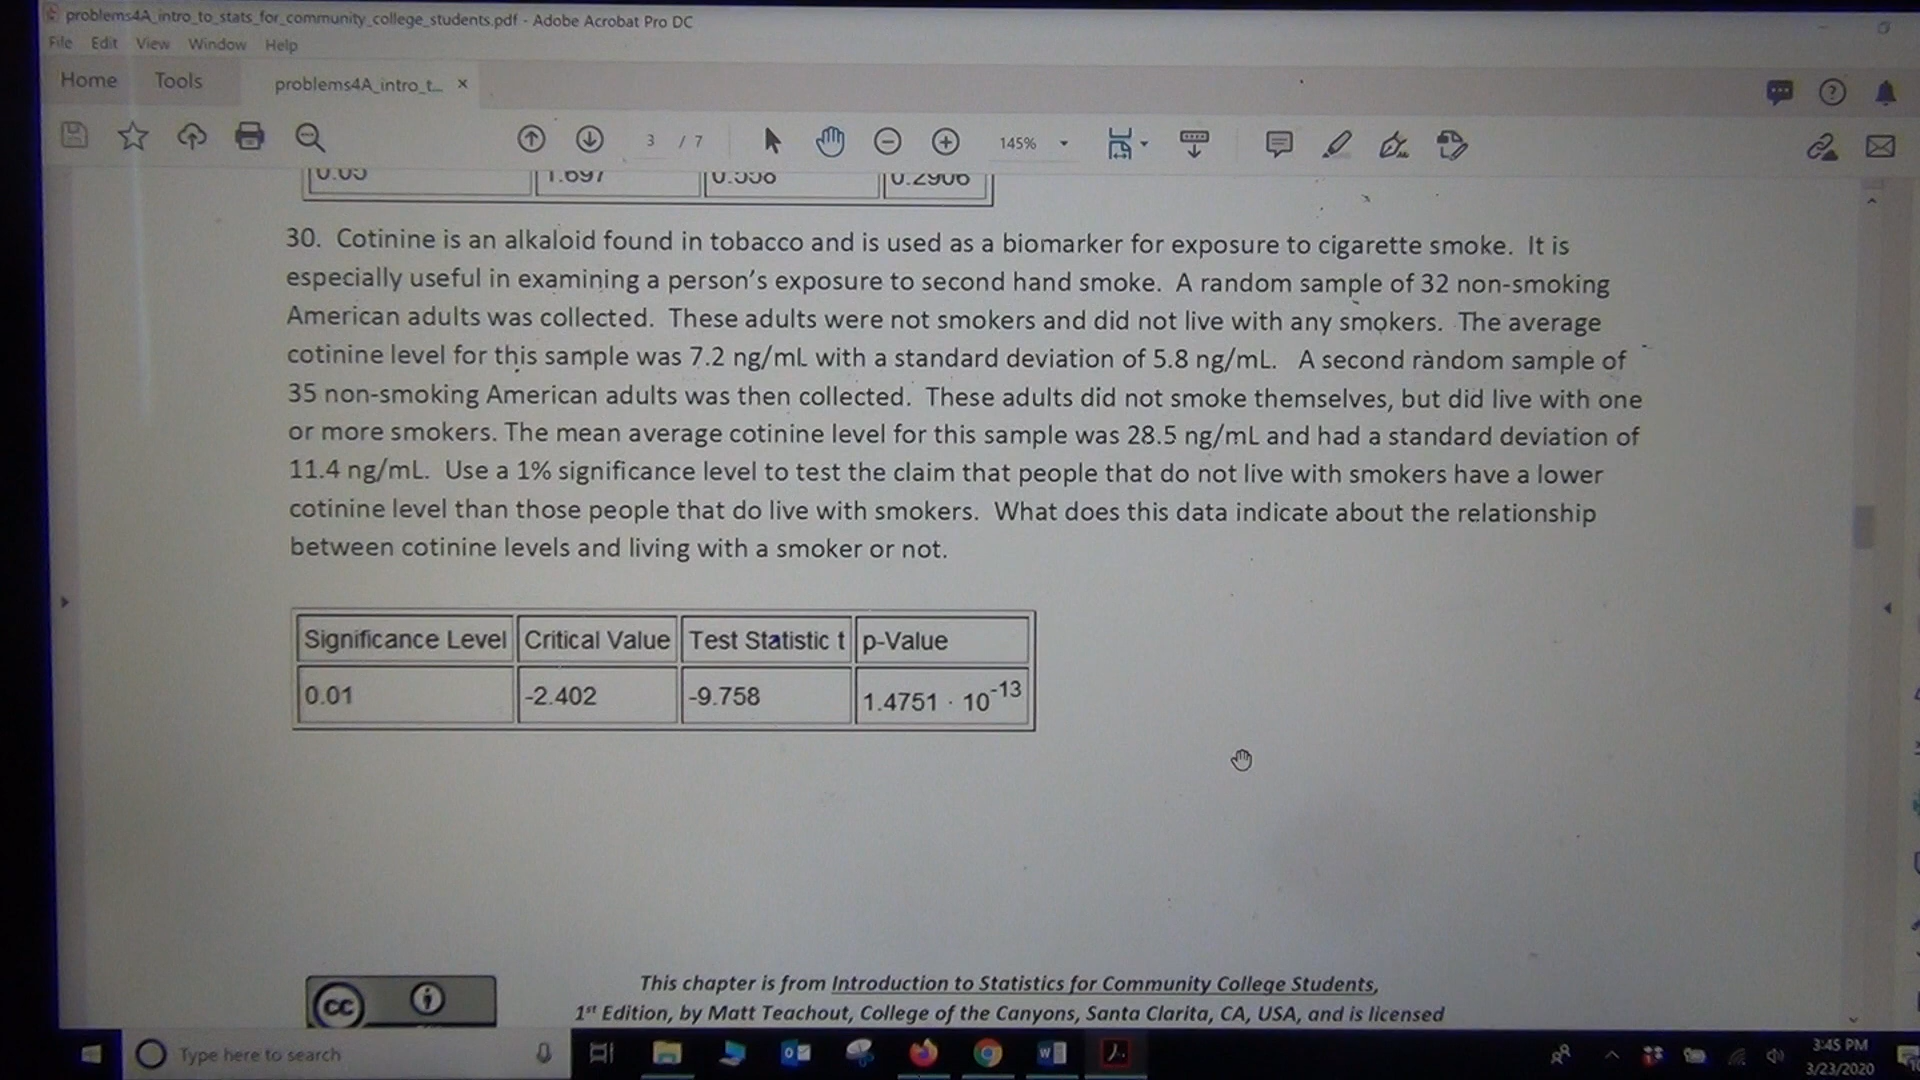 problems4A_intro_to_stats_for_community_college_students.pdf - Adobe Acrobat Pro DC
File Edit View Window Help
Home Tools problems4A_intro_t... ×
3 / 7 145%
0.05 1.697 0.558 0.2906
30. Cotinine is an alkaloid found in tobacco and is used as a biomarker for exposure to cigarette smoke. It is
especially useful in examining a person’s exposure to second hand smoke. A random sample of 32 non-smoking
American adults was collected. These adults were not smokers and did not live with any smokers. The average
cotinine level for this sample was 7.2 ng/mL with a standard deviation of 5.8 ng/mL. A second random sample of
35 non-smoking American adults was then collected. These adults did not smoke themselves, but did live with one
or more smokers. The mean average cotinine level for this sample was 28.5 ng/mL and had a standard deviation of
11.4 ng/mL. Use a 1% significance level to test the claim that people that do not live with smokers have a lower
cotinine level than those people that do live with smokers. What does this data indicate about the relationship
between cotinine levels and living with a smoker or not.
Significance Level Critical Value Test Statistic t p-Value
0.01 -2.402 -9.758 1.4751 · 10^-13
This chapter is from Introduction to Statistics for Community College Students,
cc
1st Edition, by Matt Teachout, College of the Canyons, Santa Clarita, CA, USA, and is licensed
Type here to search
3:45 PM
3/23/2020